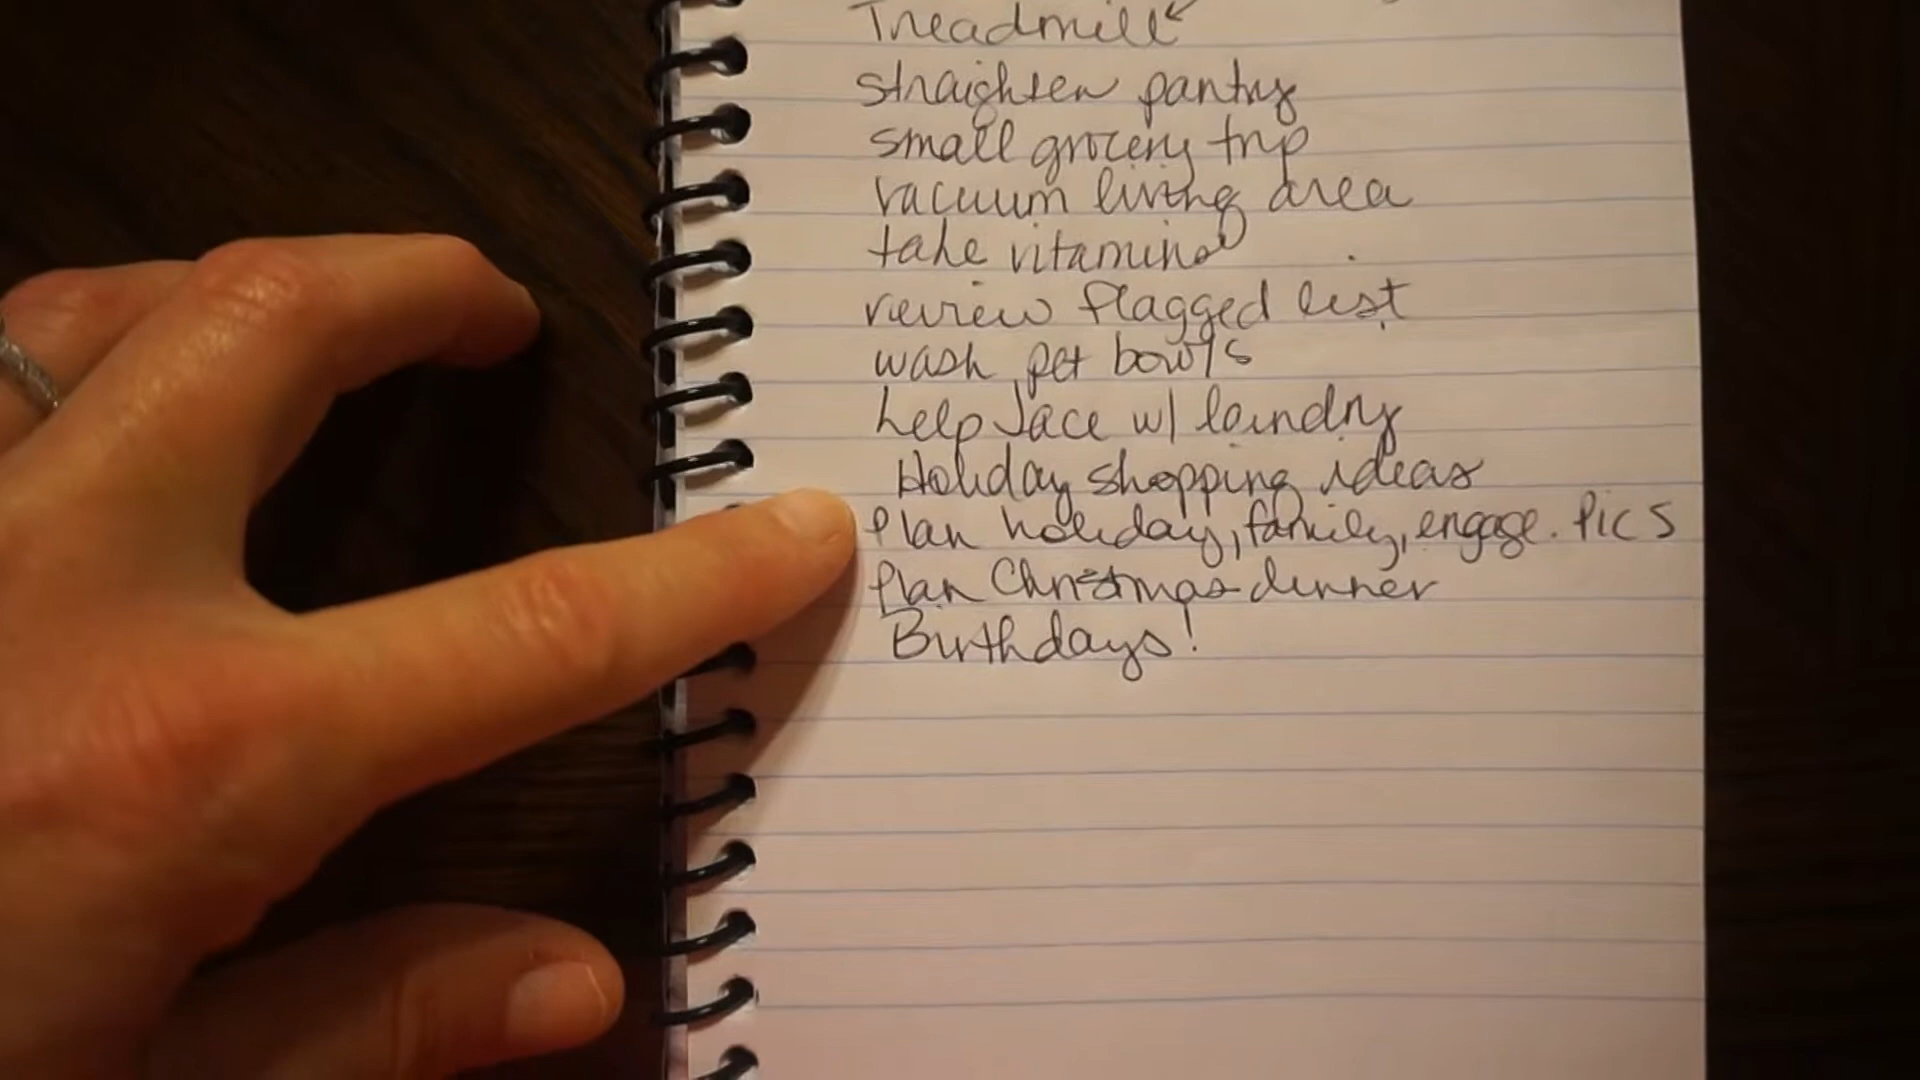 Treadmill
straighten pantry
small grocery trip
vacuum living area
take vitamins
review flagged list
wash pet bowls
help Jace w/ laundry
Holiday shopping ideas
Plan holiday, family, engage. Pics
Plan Christmas dinner
Birthdays!